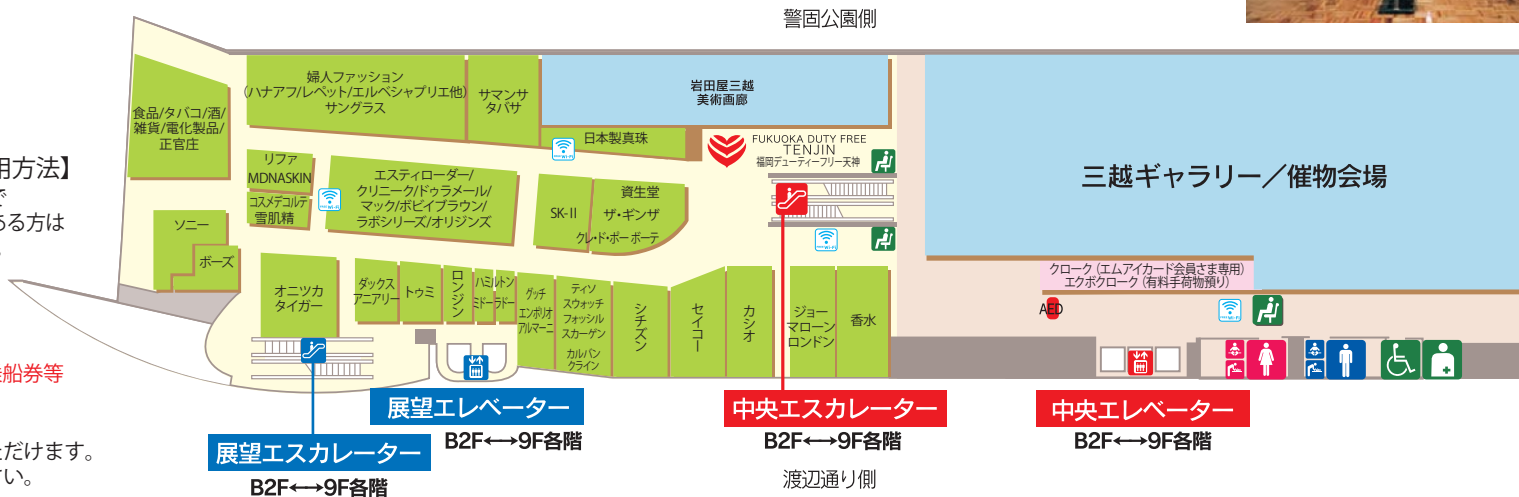 警固公園側
食品/タバコ/酒/
雑貨/電化製品/
正官庄
婦人ファッション
(ハナアフ/レペット/エルベシャプリエ他)
サングラス
サマンサ
タバサ
岩田屋三越
美術画廊
日本製真珠
FUKUOKA DUTY FREE
TENJIN
福岡デューティーフリー天神
三越ギャラリー/催物会場
用方法】
で
ある方は
リファ
MDNASKIN
コスメデコルテ
雪肌精
エスティローダー/
クリニーク/ドゥラメール/
マック/ボビイブラウン/
ラボシリーズ/オリジンズ
SK-II
資生堂
ザ・ギンザ
クレ・ド・ポー ボーテ
ソニー
ボーズ
オニツカ
タイガー
ダックス
アニアリー
トゥミ
ロンジン
ハミルトン
ミドー
ラドー
グッチ
エンポリオ
アルマーニ
ティソ
スウォッチ
フォッシル
スカーゲン
カルバン
クライン
シチズン
セイコー
カシオ
ジョー
マローン
ロンドン
香水
クローク (エムアイカード会員さま専用)
エクボクローク (有料手荷物預り)
AED
船券等
展望エレベーター
B2F⟷9F各階
中央エスカレーター
B2F⟷9F各階
中央エレベーター
B2F⟷9F各階
展望エスカレーター
B2F⟷9F各階
ただけます。
さい。
渡辺通り側